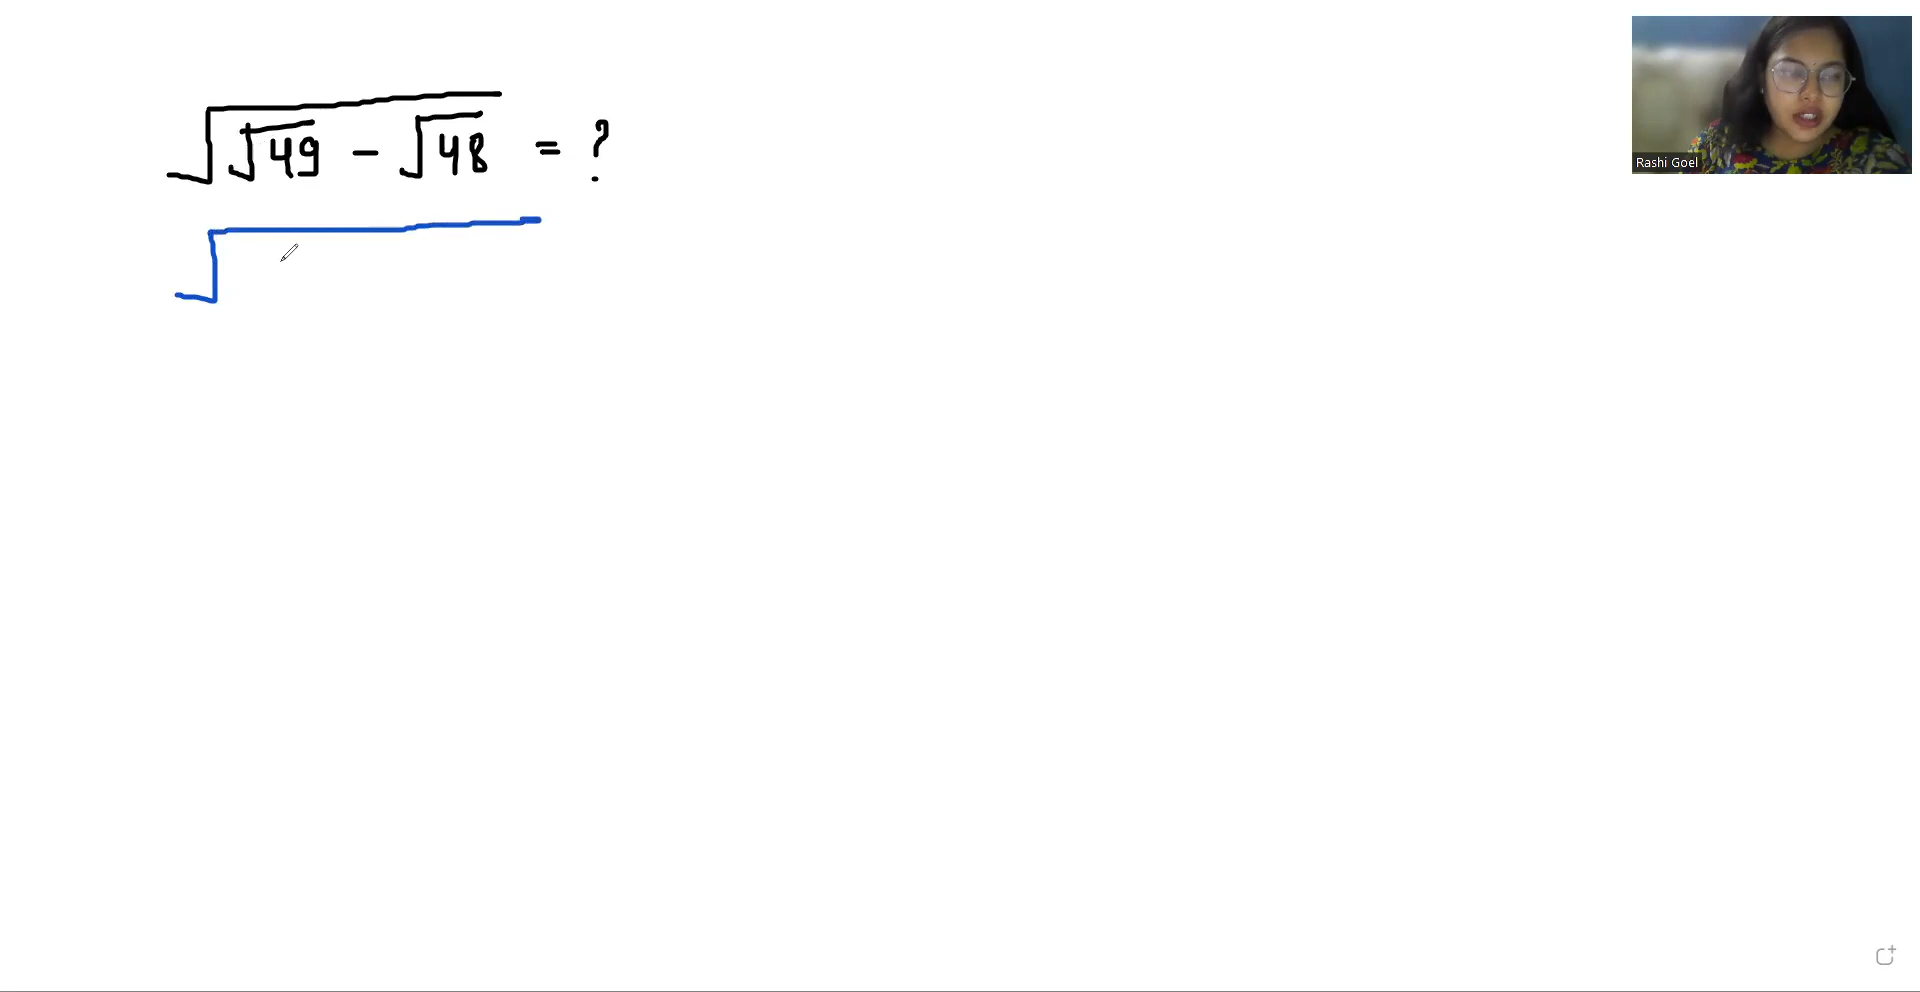 √(√49 - √48) = ?
√
Rashi Goel